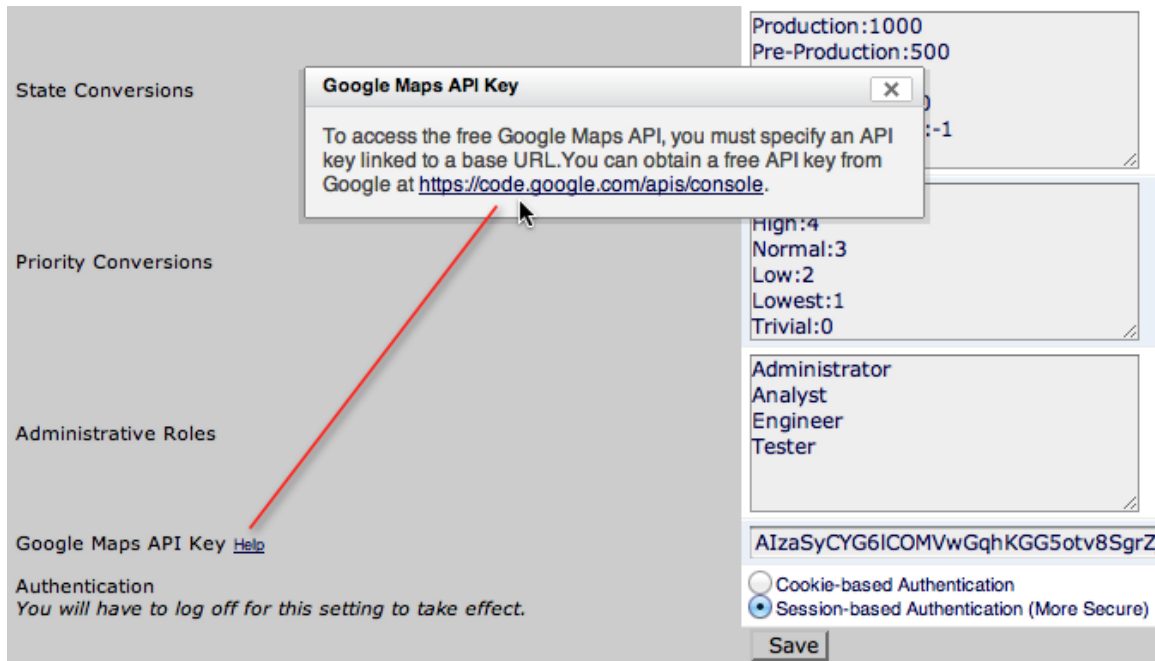 Production:1000
Pre-Production:500
State Conversions
Google Maps API Key
:-1
To access the free Google Maps API, you must specify an API
key linked to a base URL.You can obtain a free API key from
Google at https://code.google.com/apis/console.
High:4
Normal:3
Priority Conversions
Low:2
Lowest:1
Trivial:0
Administrator
Analyst
Engineer
Administrative Roles
Tester
Google Maps API Key Help
AIzaSyCYG6lCOMVwGqhKGG5otv8SgrZ
Authentication
You will have to log off for this setting to take effect.
Cookie-based Authentication
Session-based Authentication (More Secure)
Save